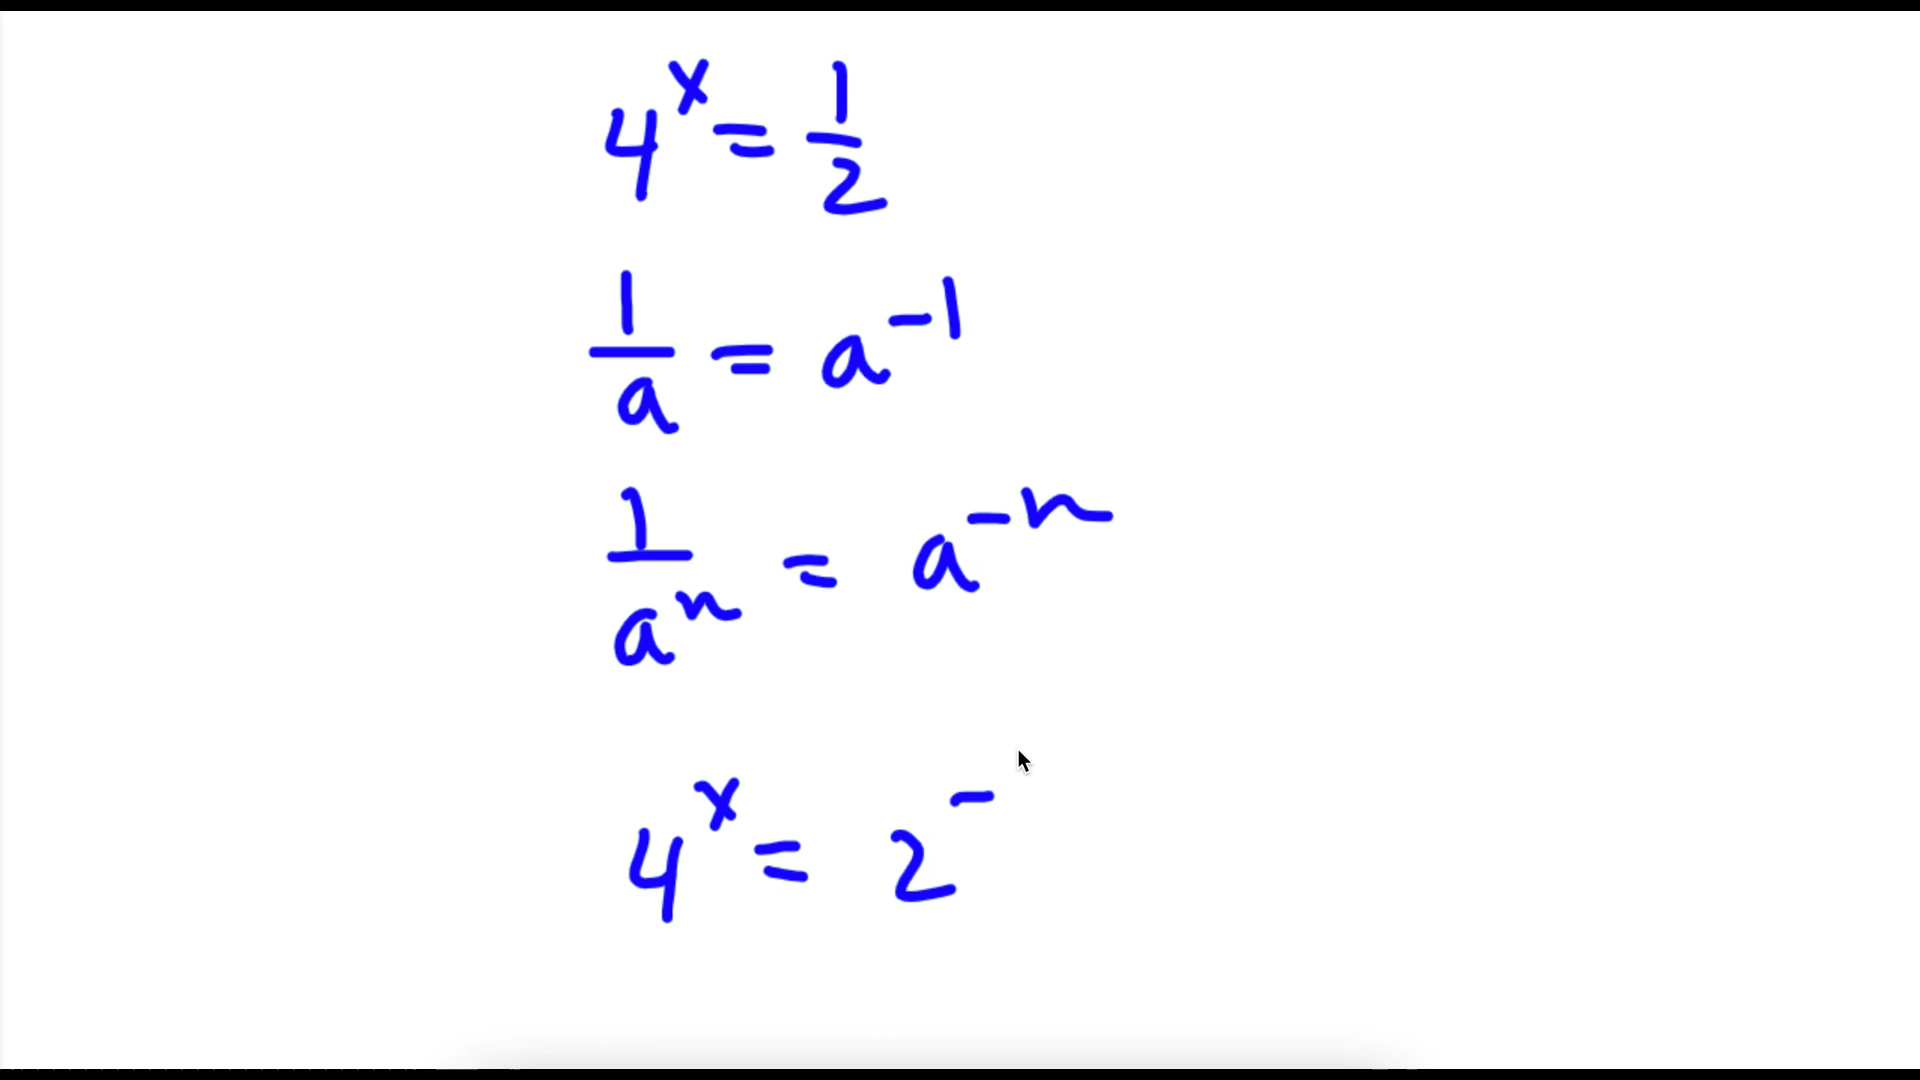 4^x = 1/2
1/a = a^-1
1/a^n = a^-n
4^x = 2^-